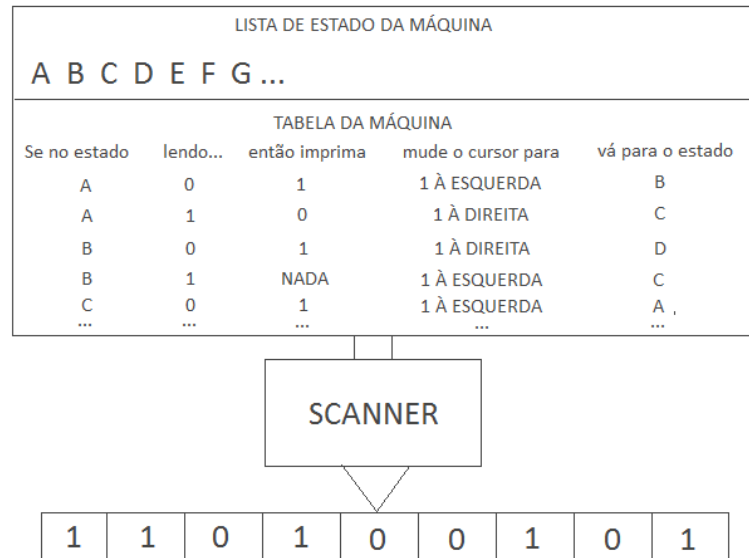 LISTA DE ESTADO DA MÁQUINA
A B C D E F G...
TABELA DA MÁQUINA
Se no estado lendo... então imprima mude o cursor para vá para o estado
A 0 1 1 À ESQUERDA B
A 1 0 1 À DIREITA C
B 0 1 1 À DIREITA D
B 1 NADA 1 À ESQUERDA C
C 0 1 1 À ESQUERDA A ,
... ... ... ... ...
SCANNER
1 1 0 1 0 0 1 0 1